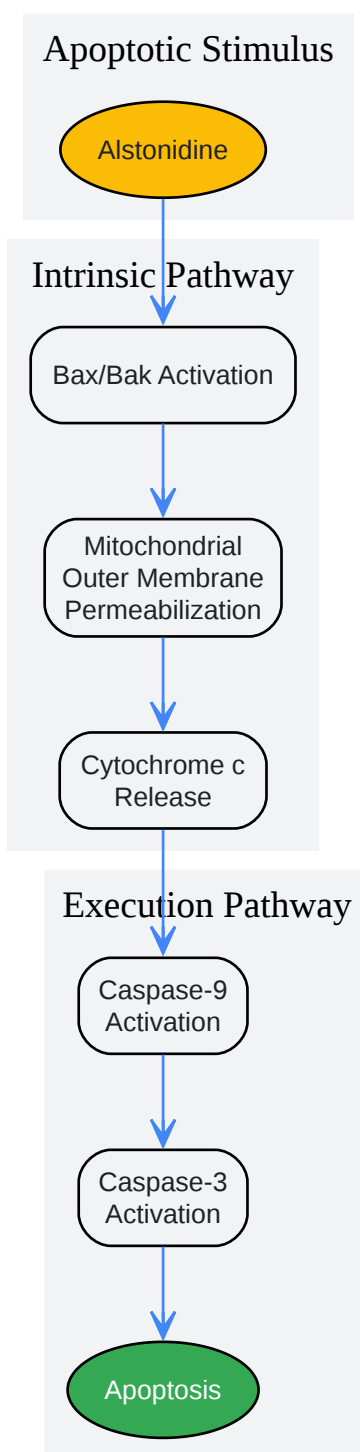 Apoptotic Stimulus
Alstonidine
Intrinsic Pathway
Bax/Bak Activation
Mitochondrial
Outer Membrane
Permeabilization
Cytochrome c
Release
Execution Pathway
Caspase-9
Activation
Caspase-3
Activation
Apoptosis